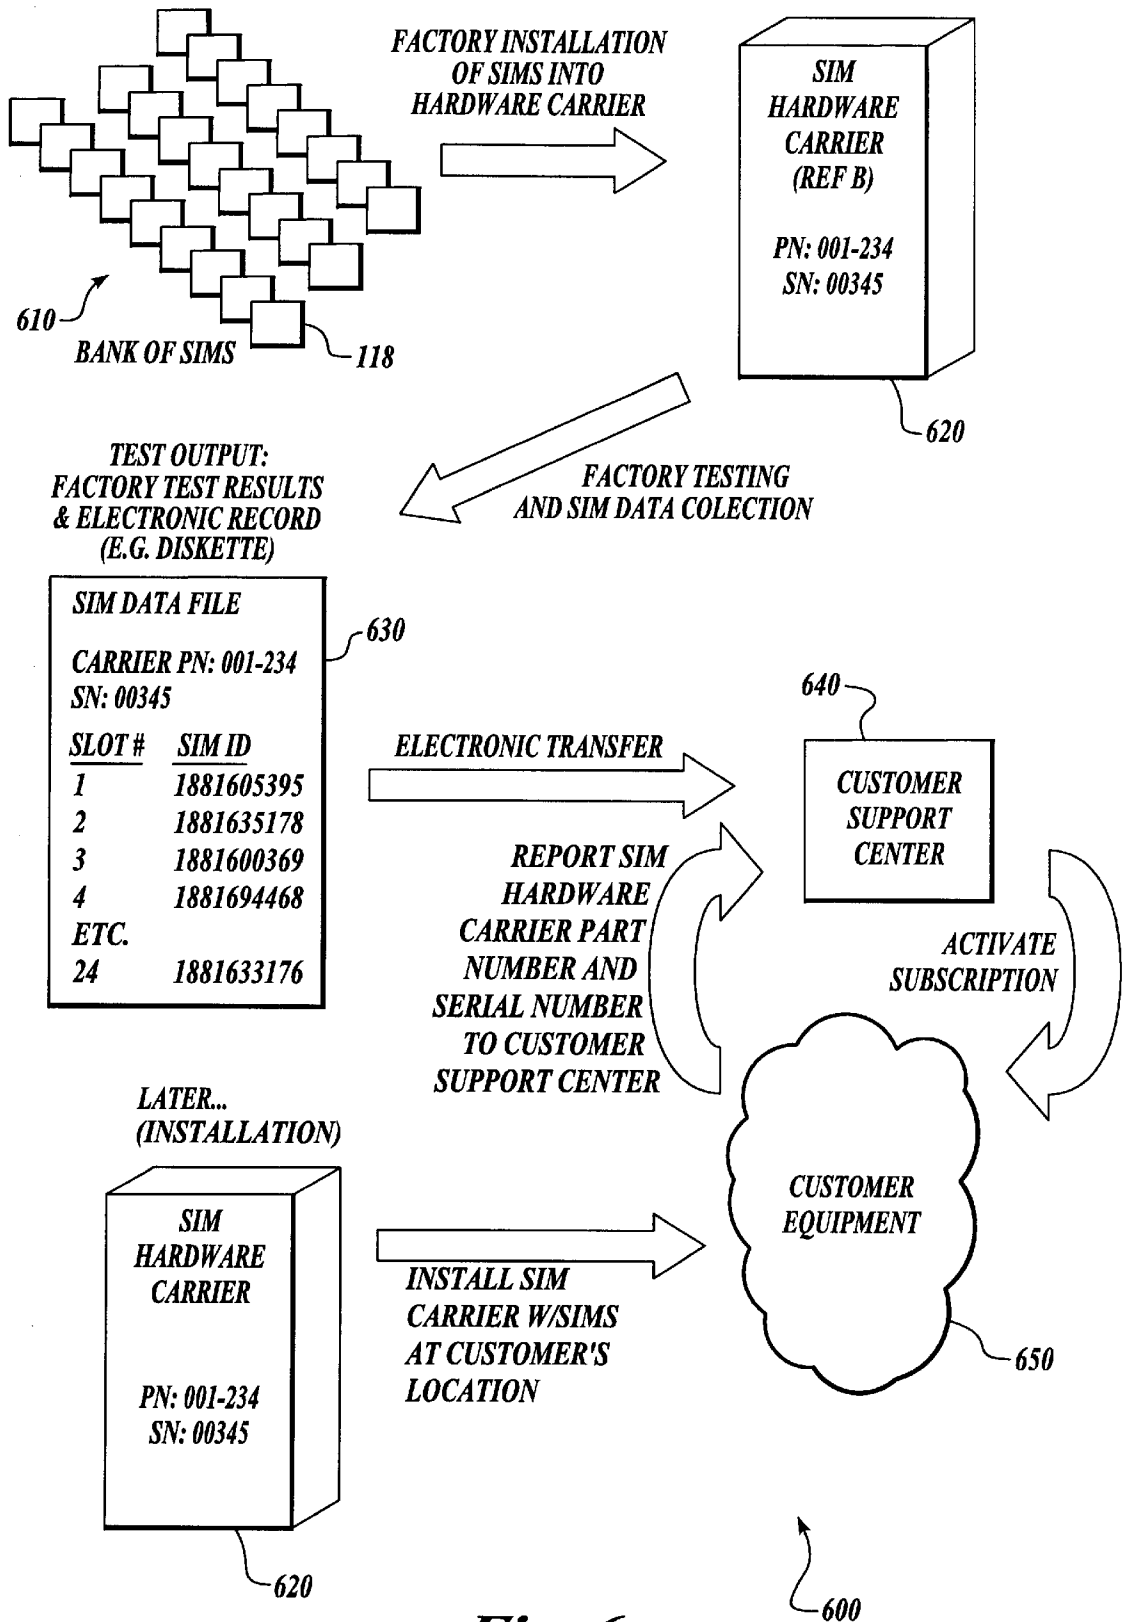 FACTORY INSTALLATION
OF SIMS INTO
HARDWARE CARRIER
SIM
HARDWARE
CARRIER
(REF B)
PN: 001-234
SN: 00345
610
BANK OF SIMS
118
620
TEST OUTPUT:
FACTORY TEST RESULTS
& ELECTRONIC RECORD
(E.G. DISKETTE)
FACTORY TESTING
AND SIM DATA COLECTION
SIM DATA FILE
630
CARRIER PN: 001-234
SN: 00345
SLOT # SIM ID
1 1881605395
2 1881635178
3 1881600369
4 1881694468
ETC.
24 1881633176
ELECTRONIC TRANSFER
640
CUSTOMER
SUPPORT
CENTER
REPORT SIM
HARDWARE
CARRIER PART
NUMBER AND
SERIAL NUMBER
TO CUSTOMER
SUPPORT CENTER
ACTIVATE
SUBSCRIPTION
LATER...
(INSTALLATION)
SIM
HARDWARE
CARRIER
PN: 001-234
SN: 00345
620
INSTALL SIM
CARRIER W/SIMS
AT CUSTOMER'S
LOCATION
CUSTOMER
EQUIPMENT
650
600